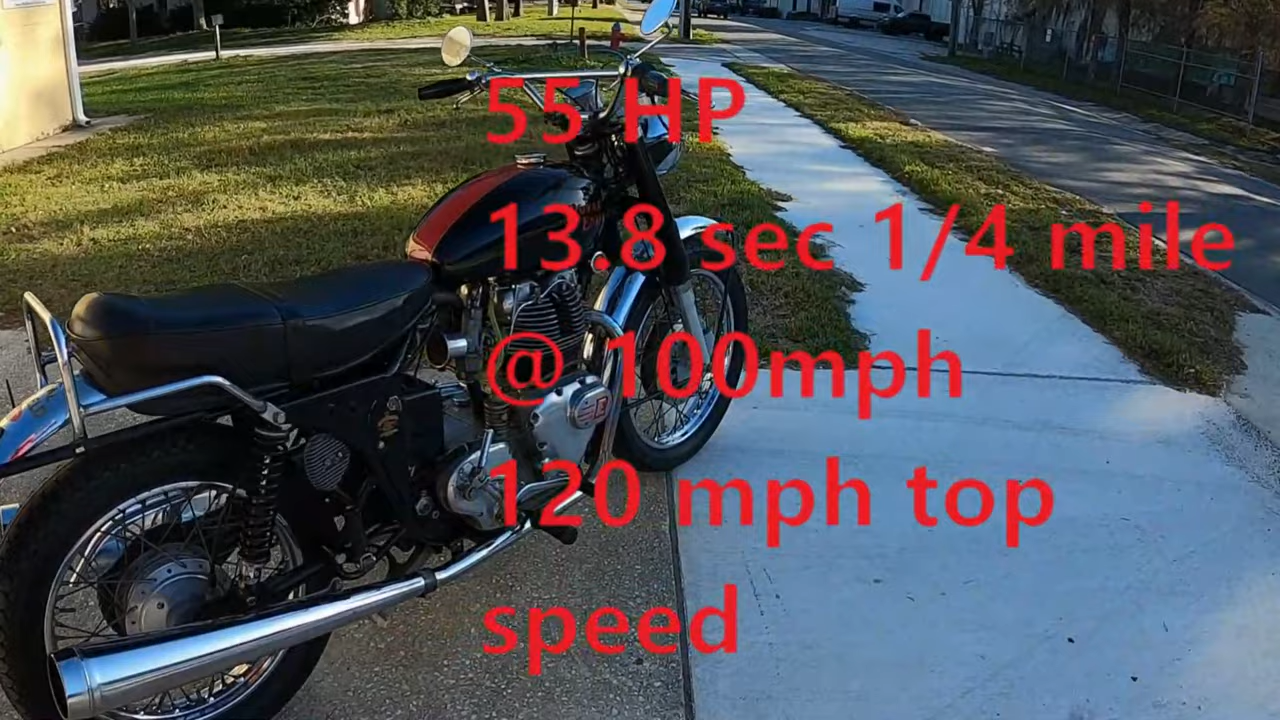 55 HP
13.8 sec 1/4 mile
@ 100mph
120 mph top
speed